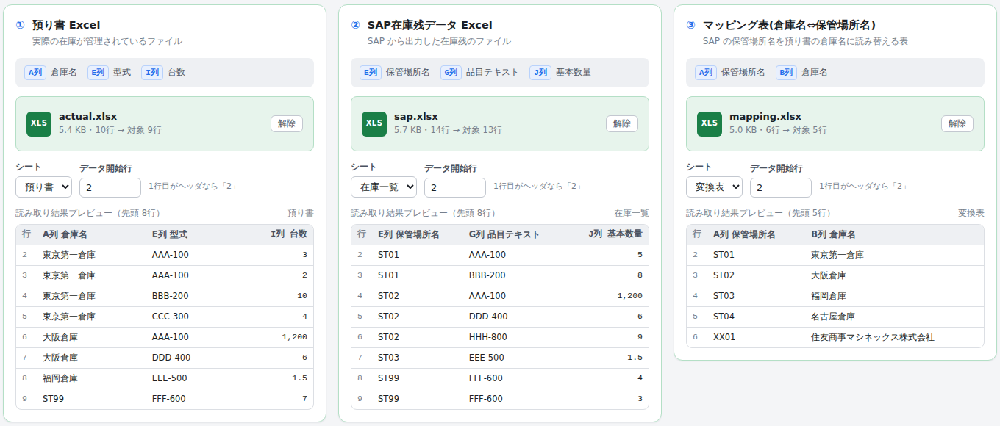 ① 預り書 Excel
実際の在庫が管理されているファイル
A列 倉庫名 E列 型式 I列 台数
XLS actual.xlsx
5.4 KB・10行 → 対象 9行
解除
シート データ開始行
預り書 2 1行目がヘッダなら「2」
読み取り結果プレビュー（先頭 8行） 預り書
行 A列 倉庫名 E列 型式 I列 台数
2 東京第一倉庫 AAA-100 3
3 東京第一倉庫 AAA-100 2
4 東京第一倉庫 BBB-200 10
5 東京第一倉庫 CCC-300 4
6 大阪倉庫 AAA-100 1,200
7 大阪倉庫 DDD-400 6
8 福岡倉庫 EEE-500 1.5
9 ST99 FFF-600 7
② SAP在庫残データ Excel
SAP から出力した在庫残のファイル
E列 保管場所名 G列 品目テキスト J列 基本数量
XLS sap.xlsx
5.7 KB・14行 → 対象 13行
解除
シート データ開始行
在庫一覧 2 1行目がヘッダなら「2」
読み取り結果プレビュー（先頭 8行） 在庫一覧
行 E列 保管場所名 G列 品目テキスト J列 基本数量
2 ST01 AAA-100 5
3 ST01 BBB-200 8
4 ST02 AAA-100 1,200
5 ST02 DDD-400 6
6 ST02 HHH-800 9
7 ST03 EEE-500 1.5
8 ST99 FFF-600 4
9 ST99 FFF-600 3
③ マッピング表(倉庫名⇔保管場所名)
SAP の保管場所名を預り書の倉庫名に読み替える表
A列 保管場所名 B列 倉庫名
XLS mapping.xlsx
5.0 KB・6行 → 対象 5行
解除
シート データ開始行
変換表 2 1行目がヘッダなら「2」
読み取り結果プレビュー（先頭 5行） 変換表
行 A列 保管場所名 B列 倉庫名
2 ST01 東京第一倉庫
3 ST02 大阪倉庫
4 ST03 福岡倉庫
5 ST04 名古屋倉庫
6 XX01 住友商事マシネックス株式会社